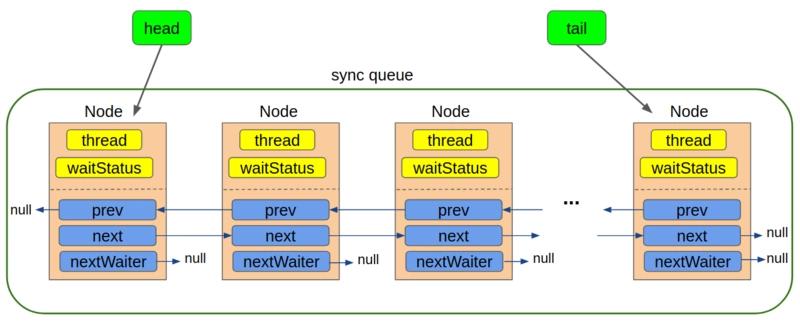 head
tail
sync queue
Node
Node
Node
Node
thread
thread
thread
thread
waitStatus
waitStatus
waitStatus
waitStatus
null
prev
prev
prev
...
prev
next
next
next
next
null
nextWaiter
null
nextWaiter
null
nextWaiter
null
nextWaiter
null